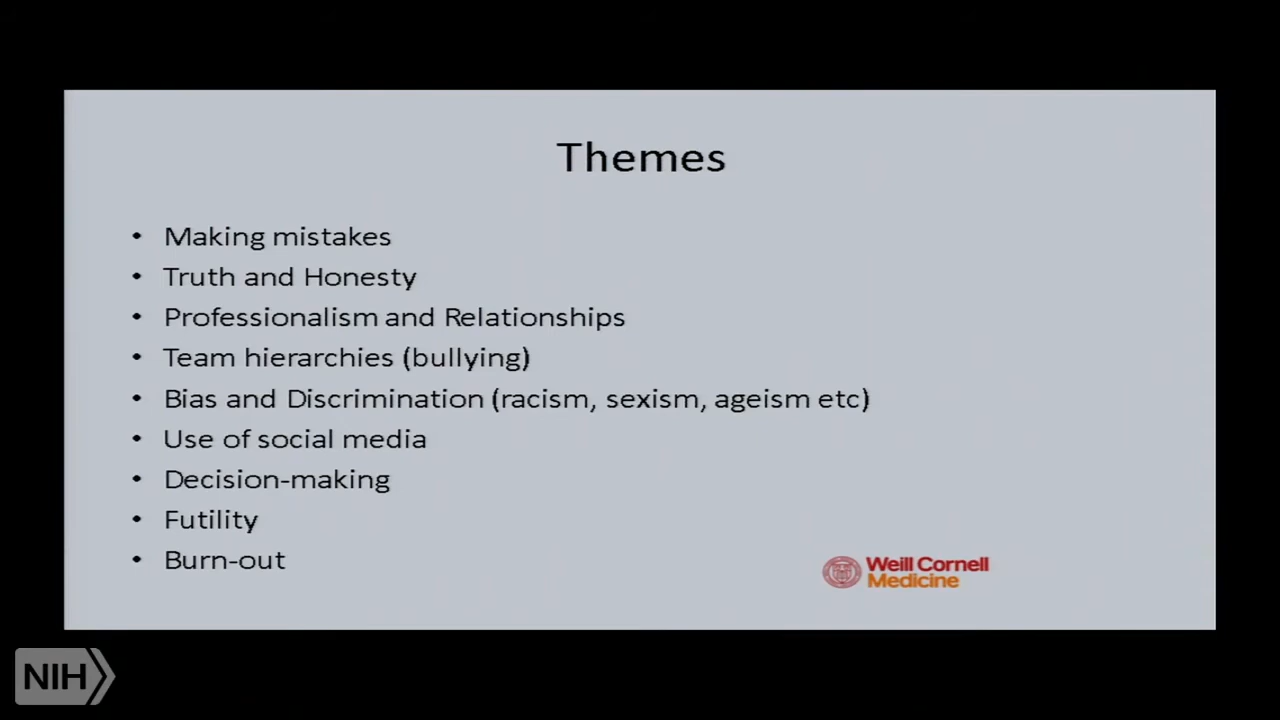 Themes
• Making mistakes
• Truth and Honesty
• Professionalism and Relationships
• Team hierarchies (bullying)
• Bias and Discrimination (racism, sexism, ageism etc)
• Use of social media
• Decision-making
• Futility
• Burn-out
Weill Cornell
Medicine
NIH